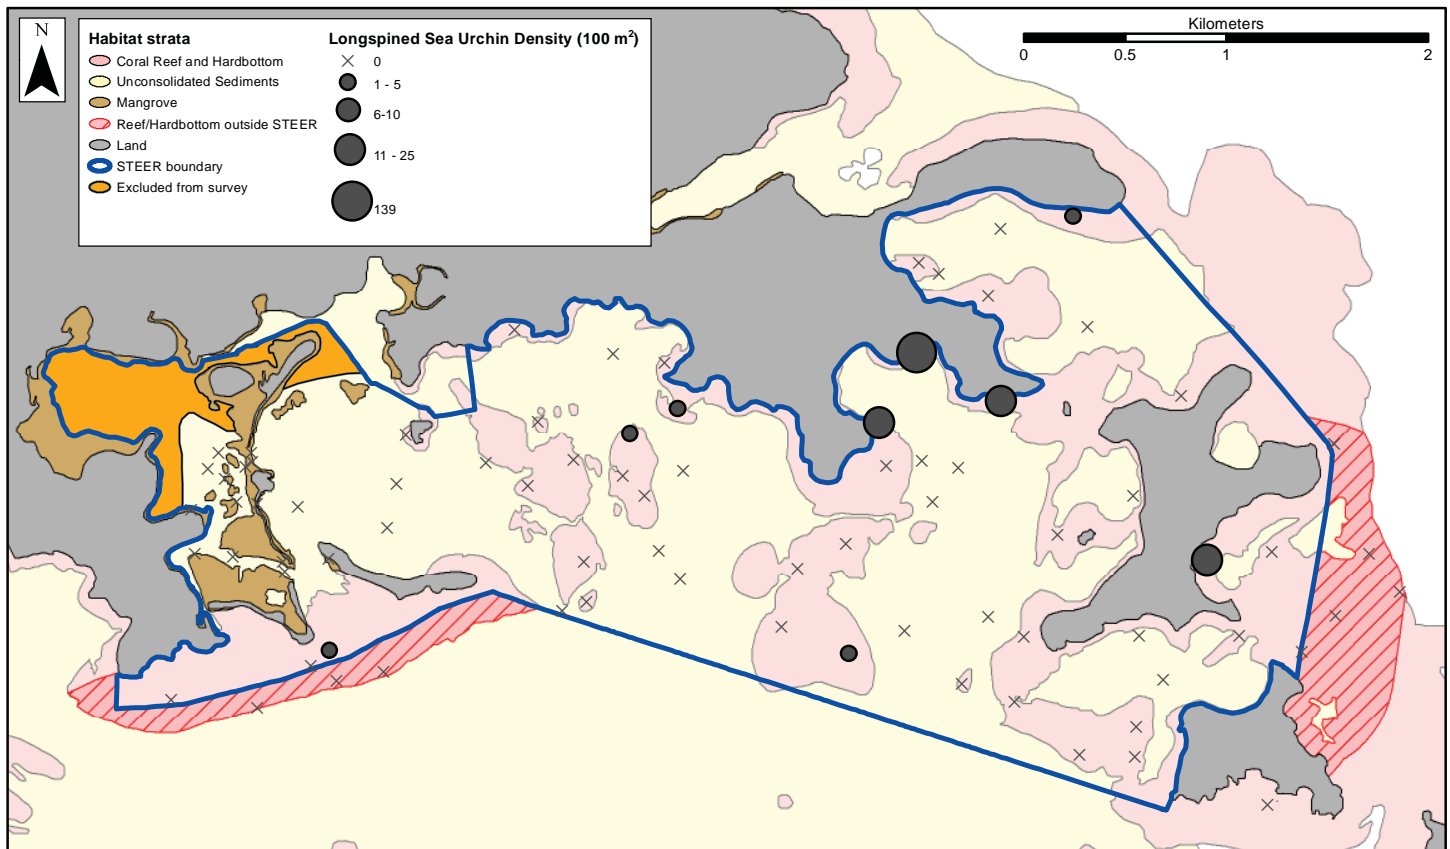 N
Habitat strata
Coral Reef and Hardbottom
Unconsolidated Sediments
Mangrove
Reef/Hardbottom outside STEER
Land
STEER boundary
Excluded from survey
Longspined Sea Urchin Density (100 m²)
0
1 - 5
6-10
11 - 25
139
Kilometers
0 0.5 1 2